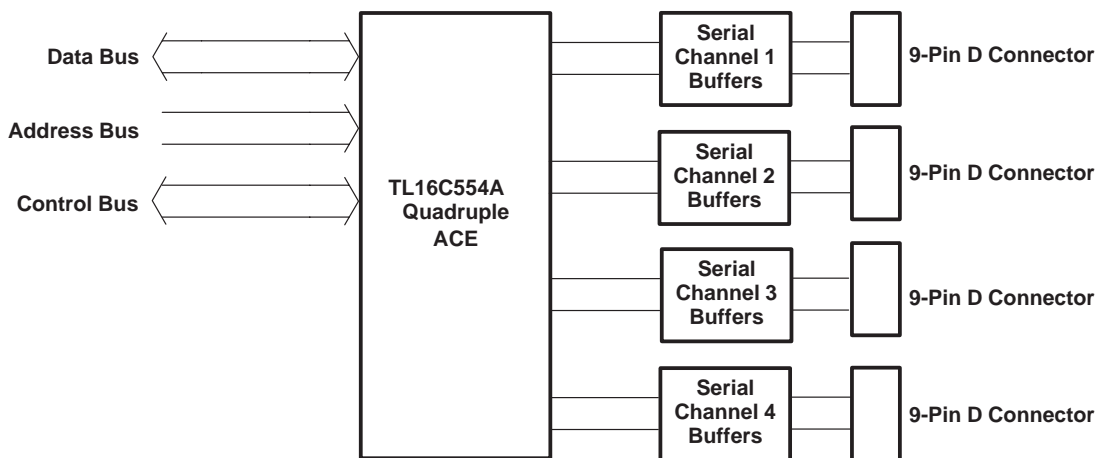 Data Bus
Address Bus
Control Bus
TL16C554A
Quadruple
ACE
Serial
Channel 1
Buffers
9-Pin D Connector
Serial
Channel 2
Buffers
9-Pin D Connector
Serial
Channel 3
Buffers
9-Pin D Connector
Serial
Channel 4
Buffers
9-Pin D Connector